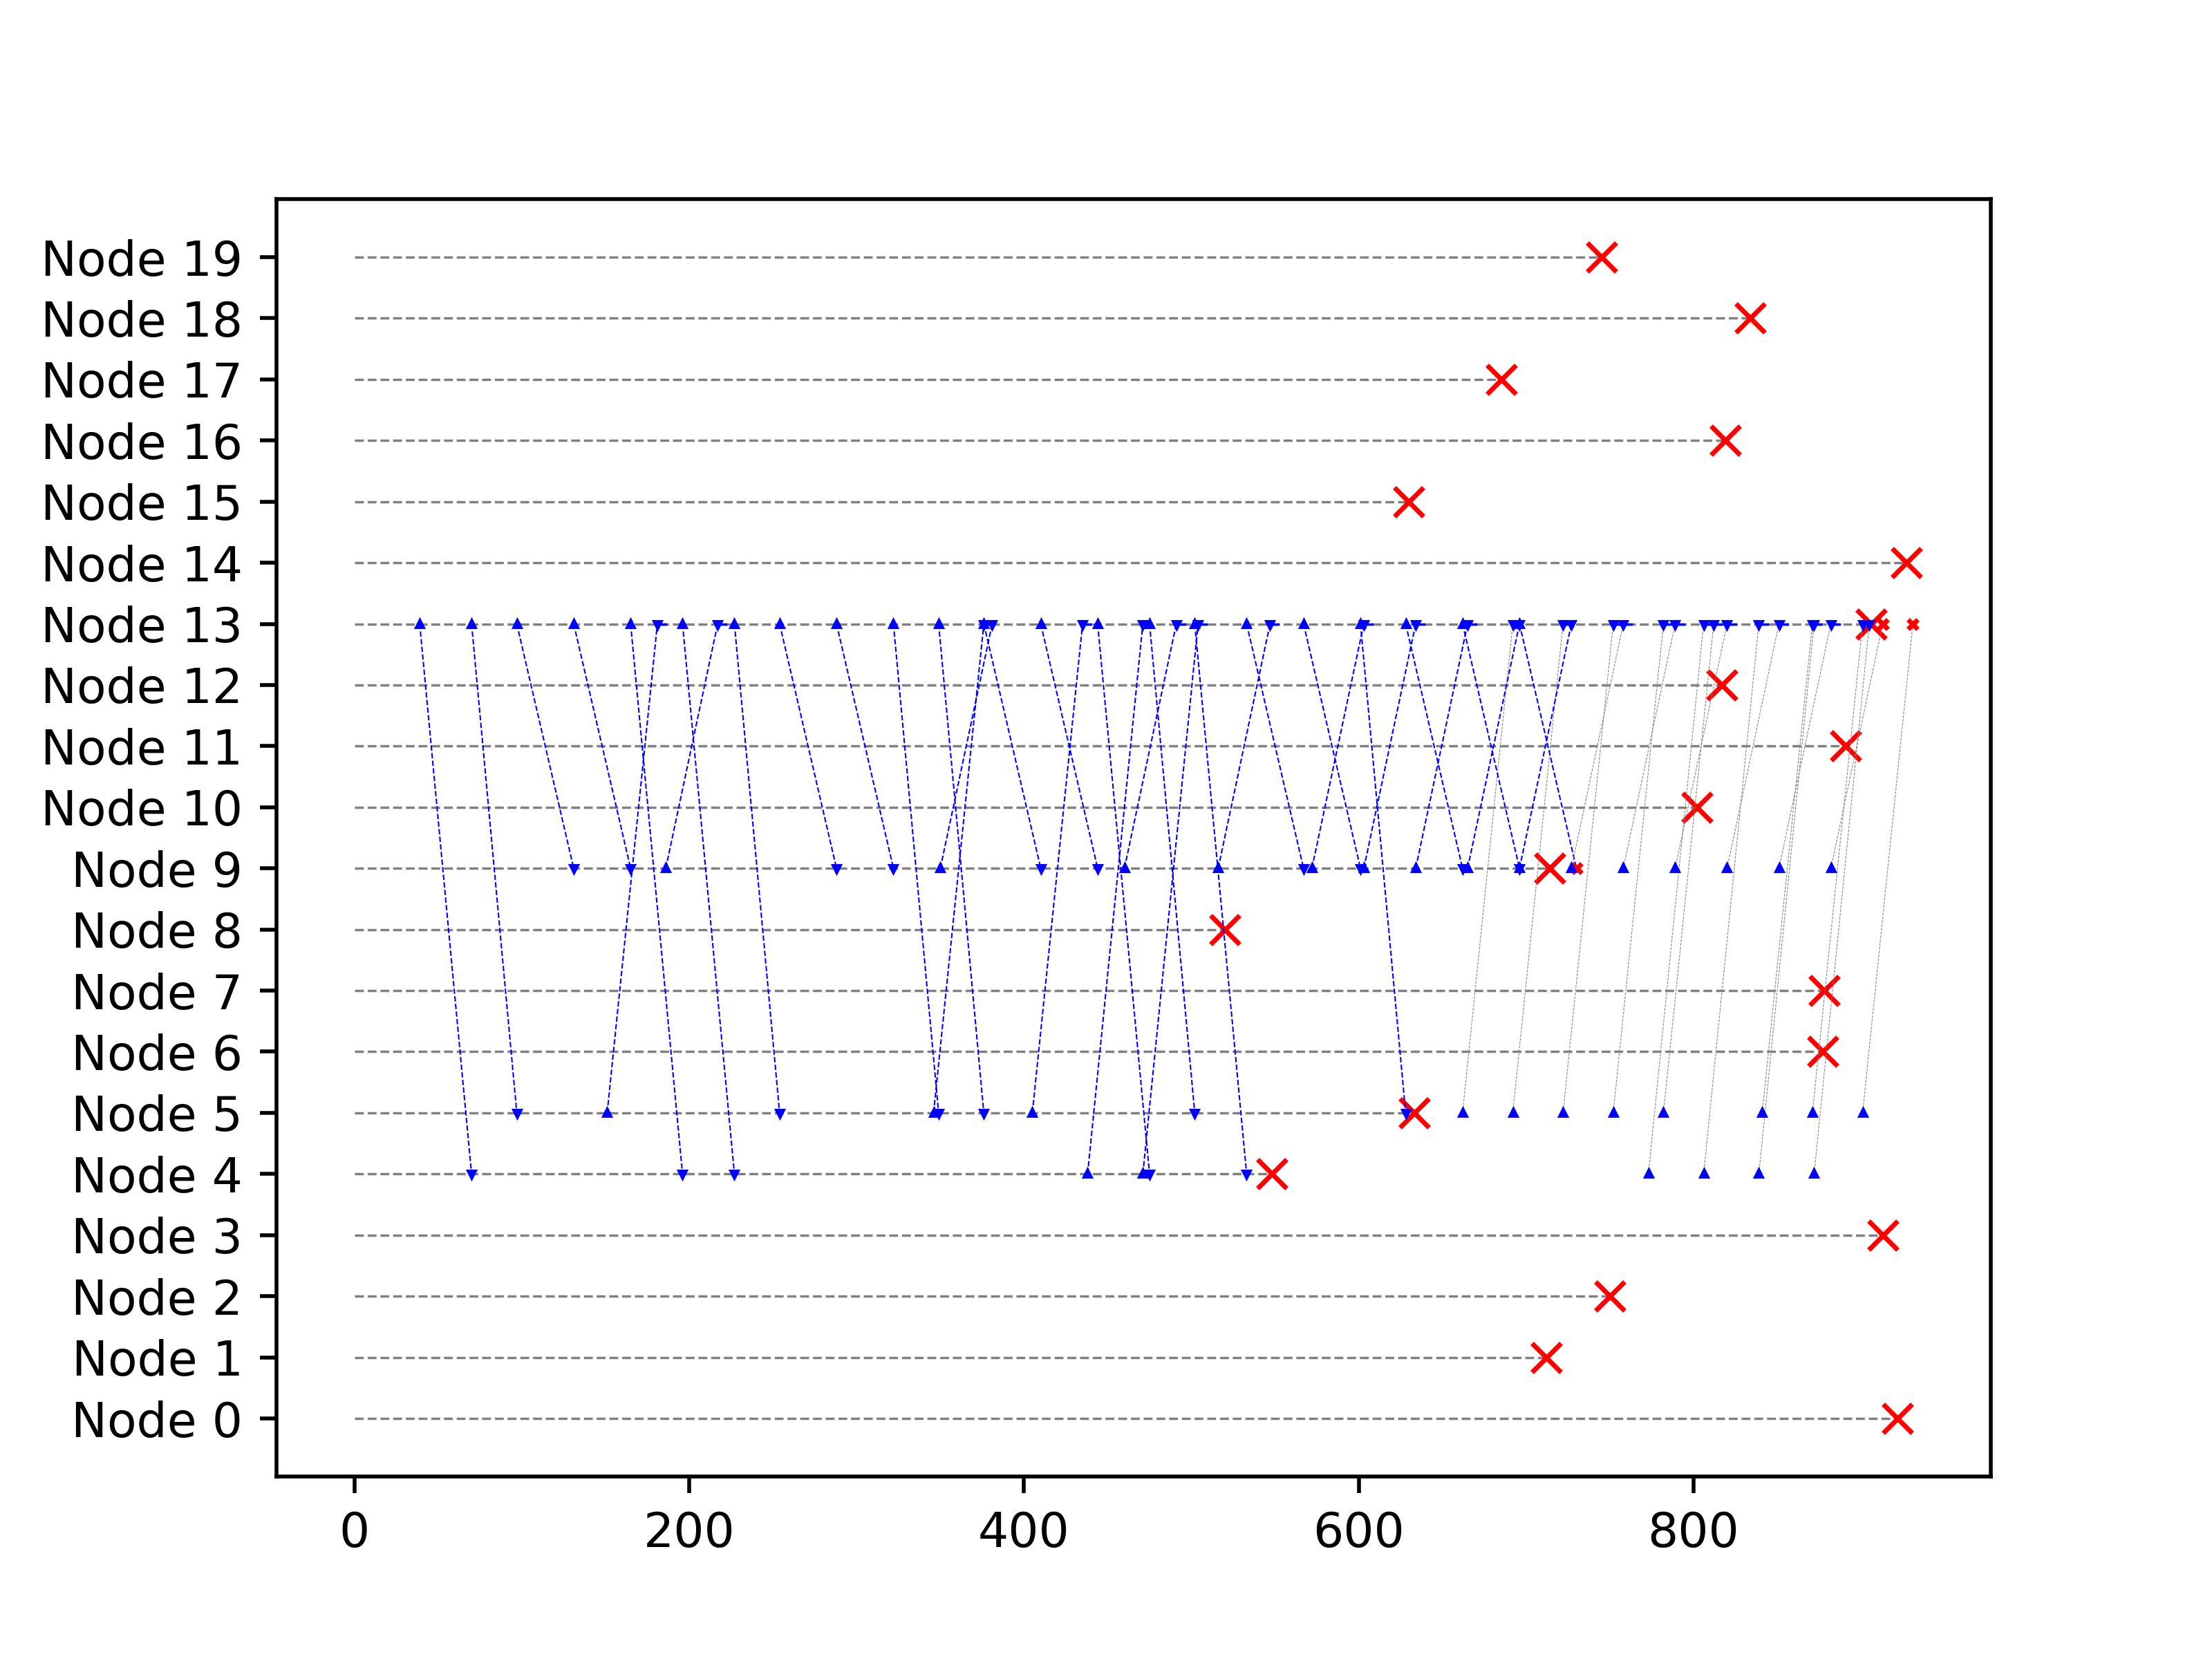 Node 19
Node 18
Node 17
Node 16
Node 15
Node 14
Node 13
Node 12
Node 11
Node 10
Node 9
Node 8
Node 7
Node 6
Node 5
Node 4
Node 3
Node 2
Node 1
Node 0
0 200 400 600 800